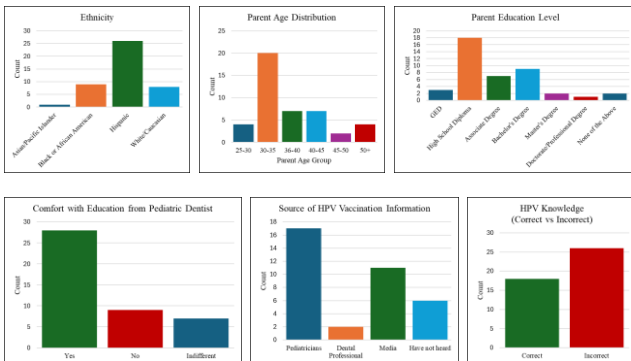 Ethnicity
30
25
20
15
10
5
0
Count
Asian/Pacific Islander
Black or African American
Hispanic
White/Caucasian
Parent Age Distribution
25
20
15
10
5
0
Count
25-30
30-35
36-40
40-45
45-50
50+
Parent Age Group
Parent Education Level
20
18
16
14
12
10
8
6
4
2
0
Count
GED
High School Diploma
Associate Degree
Bachelor's Degree
Master's Degree
Doctorate/Professional Degree
None of the Above
Comfort with Education from Pediatric Dentist
30
25
20
15
10
5
0
Count
Yes
No
Indifferent
Source of HPV Vaccination Information
18
16
14
12
10
8
6
4
2
0
Count
Pediatricians
Dental
Professional
Media
Have not heard
HPV Knowledge
(Correct vs Incorrect)
30
25
20
15
10
5
0
Count
Correct
Incorrect